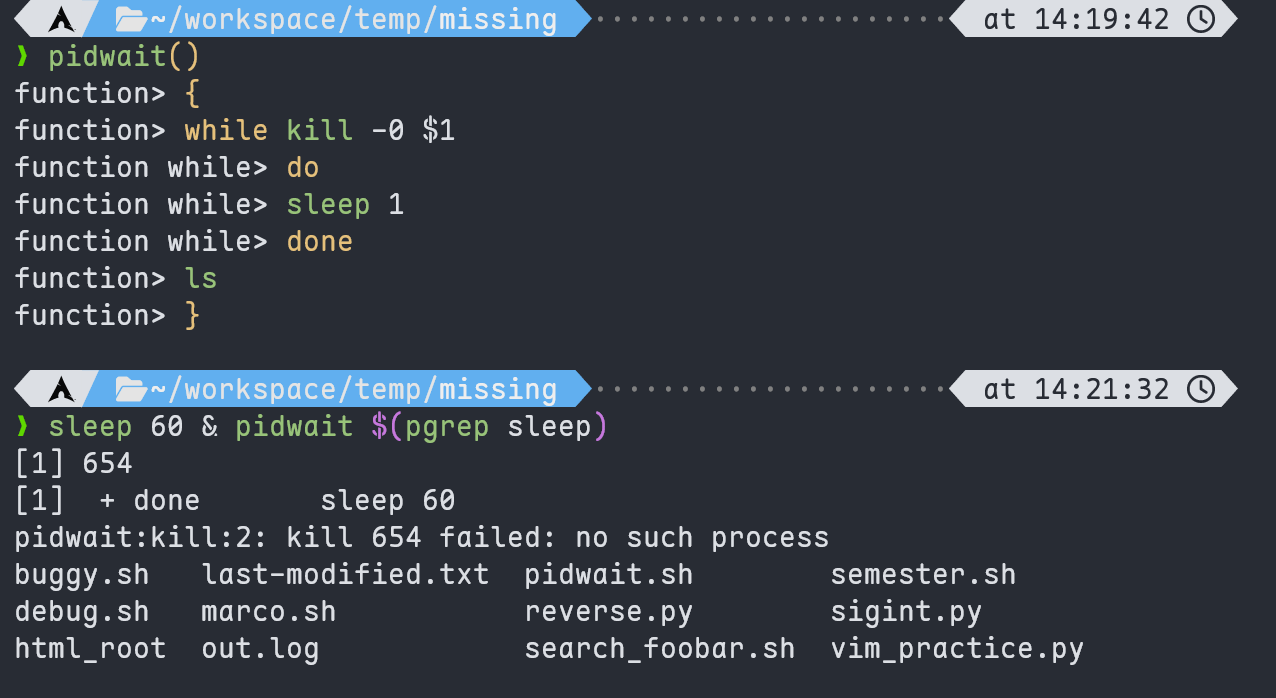 ~/workspace/temp/missing at 14:19:42
❯ pidwait()
function> {
function> while kill -0 $1
function while> do
function while> sleep 1
function while> done
function> ls
function> }
~/workspace/temp/missing at 14:21:32
❯ sleep 60 & pidwait $(pgrep sleep)
[1] 654
[1]  + done       sleep 60
pidwait:kill:2: kill 654 failed: no such process
buggy.sh   last-modified.txt  pidwait.sh        semester.sh
debug.sh   marco.sh           reverse.py        sigint.py
html_root  out.log            search_foobar.sh  vim_practice.py